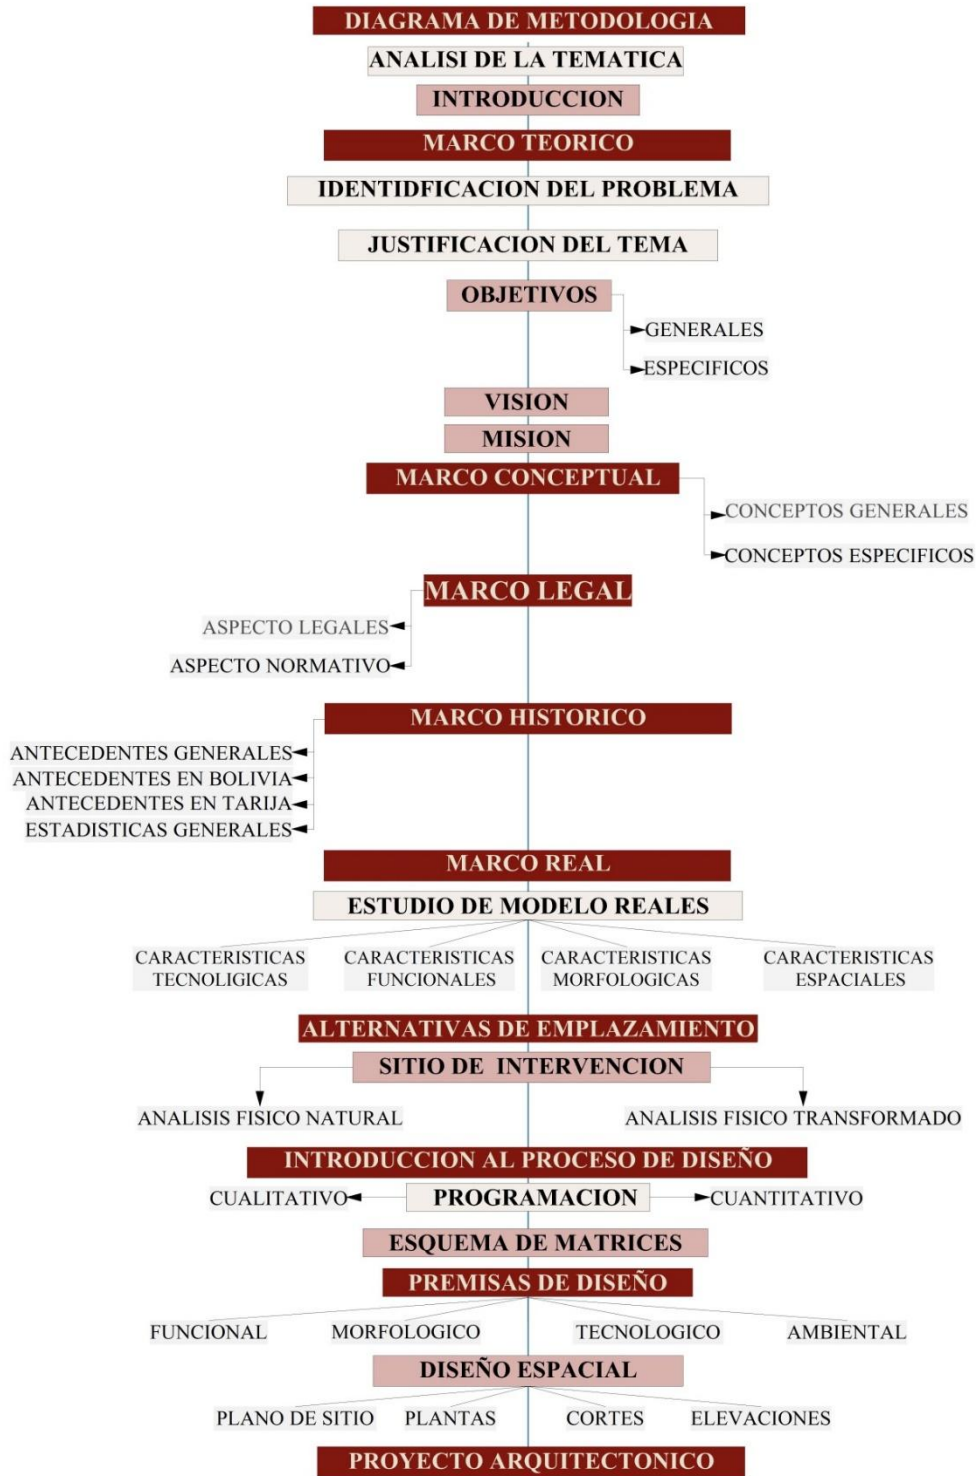 DIAGRAMA DE METODOLOGIA
ANALISI DE LA TEMATICA
INTRODUCCION
MARCO TEORICO
IDENTIDFICACION DEL PROBLEMA
JUSTIFICACION DEL TEMA
OBJETIVOS
GENERALES
ESPECIFICOS
VISION
MISION
MARCO CONCEPTUAL
CONCEPTOS GENERALES
CONCEPTOS ESPECIFICOS
MARCO LEGAL
ASPECTO LEGALES
ASPECTO NORMATIVO
MARCO HISTORICO
ANTECEDENTES GENERALES
ANTECEDENTES EN BOLIVIA
ANTECEDENTES EN TARIJA
ESTADISTICAS GENERALES
MARCO REAL
ESTUDIO DE MODELO REALES
CARACTERISTICAS
TECNOLIGICAS
CARACTERISTICAS
FUNCIONALES
CARACTERISTICAS
MORFOLOGICAS
CARACTERISTICAS
ESPACIALES
ALTERNATIVAS DE EMPLAZAMIENTO
SITIO DE INTERVENCION
ANALISIS FISICO NATURAL
ANALISIS FISICO TRANSFORMADO
INTRODUCCION AL PROCESO DE DISEÑO
CUALITATIVO
PROGRAMACION
CUANTITATIVO
ESQUEMA DE MATRICES
PREMISAS DE DISEÑO
FUNCIONAL
MORFOLOGICO
TECNOLOGICO
AMBIENTAL
DISEÑO ESPACIAL
PLANO DE SITIO
PLANTAS
CORTES
ELEVACIONES
PROYECTO ARQUITECTONICO